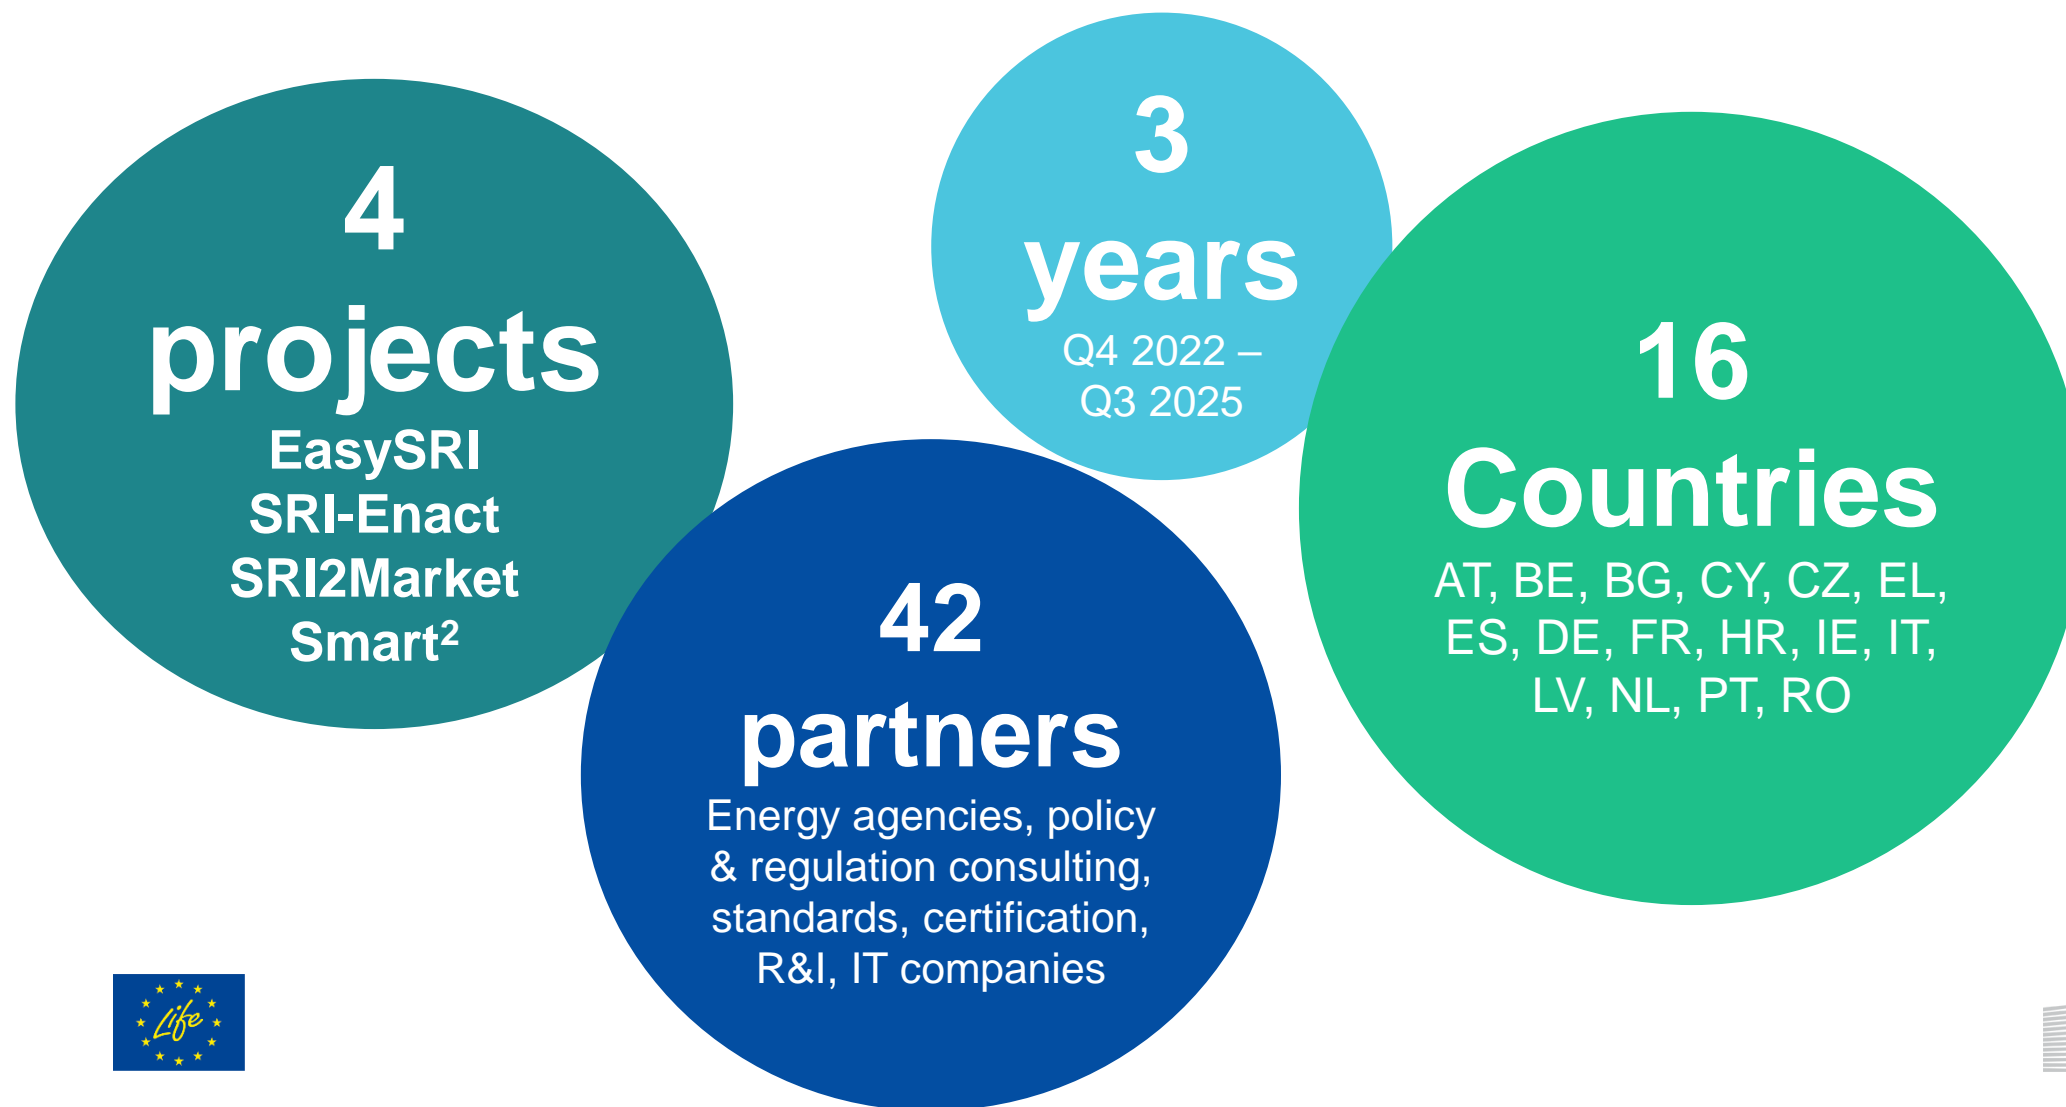 4
projects
EasySRI
SRI-Enact
SRI2Market
Smart²
3
years
Q4 2022 –
Q3 2025
42
partners
Energy agencies, policy
& regulation consulting,
standards, certification,
R&I, IT companies
16
Countries
AT, BE, BG, CY, CZ, EL,
ES, DE, FR, HR, IE, IT,
LV, NL, PT, RO
Life